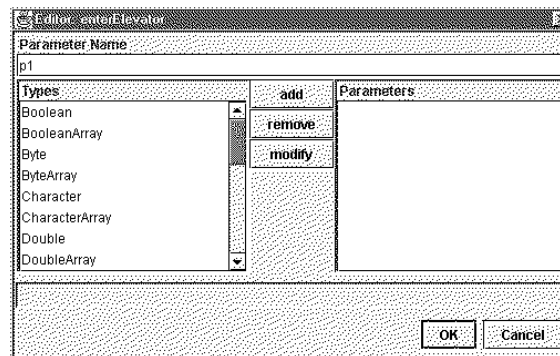 Editor: enterElevator
Parameter Name
p1
Types
Boolean
BooleanArray
Byte
ByteArray
Character
CharacterArray
Double
DoubleArray
add
remove
modify
Parameters
OK
Cancel